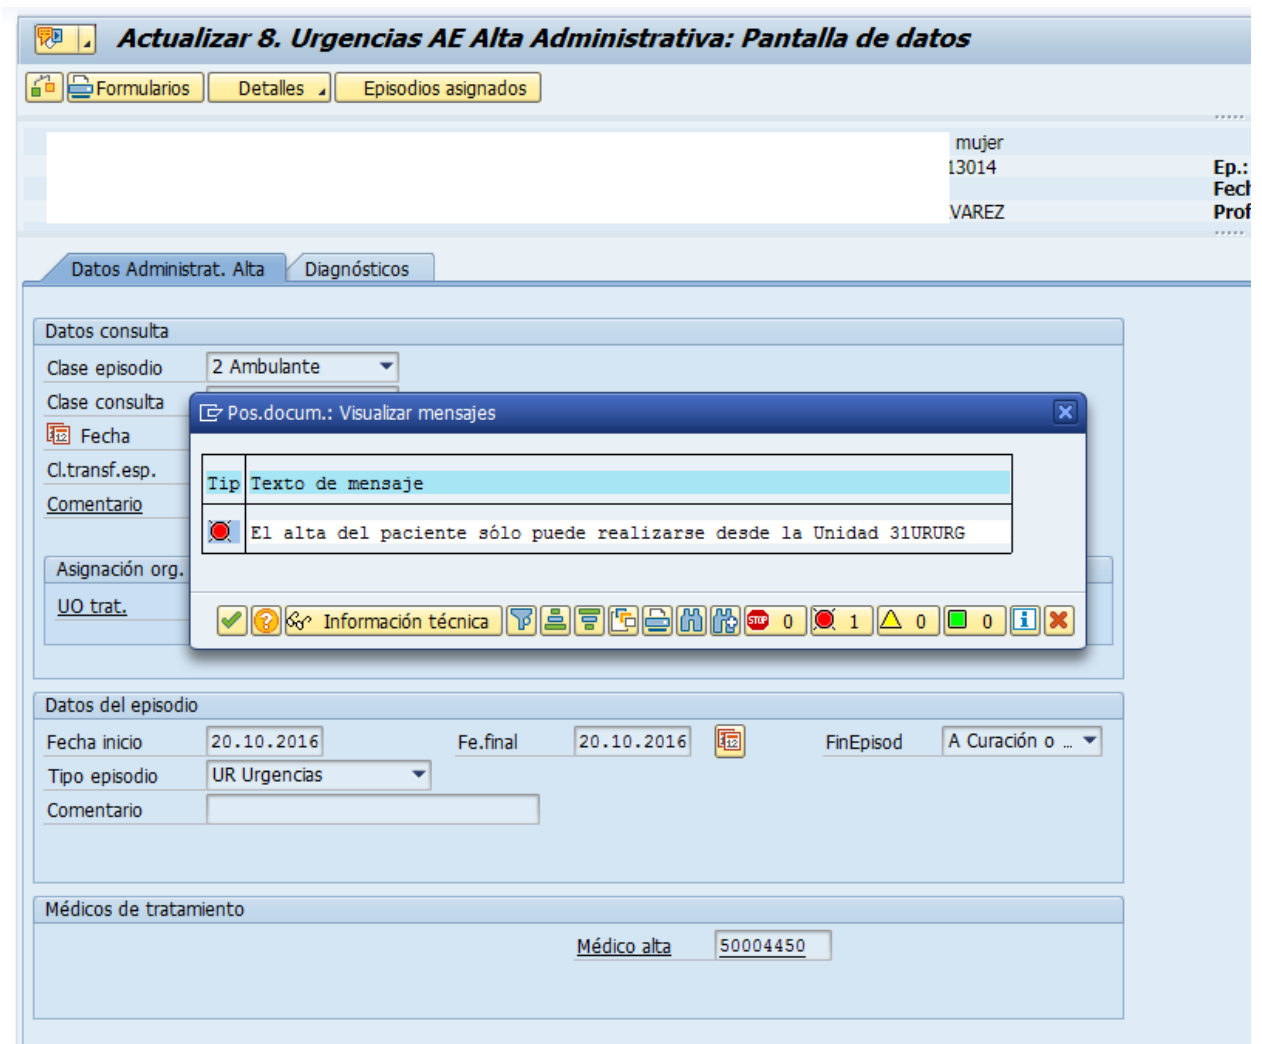 Actualizar 8. Urgencias AE Alta Administrativa: Pantalla de datos
Formularios Detalles Episodios asignados
mujer
13014 Ep.:
Fech
VAREZ Prof
Datos Administrat. Alta Diagnósticos
Datos consulta
Clase episodio 2 Ambulante
Clase consulta
Fecha
Cl.transf.esp.
Comentario
Asignación org.
UO trat.
Pos.docum.: Visualizar mensajes
Tip Texto de mensaje
El alta del paciente sólo puede realizarse desde la Unidad 31URURG
Información técnica STOP 0 1 0 0
Datos del episodio
Fecha inicio 20.10.2016 Fe.final 20.10.2016 12 FinEpisod A Curación o ...
Tipo episodio UR Urgencias
Comentario
Médicos de tratamiento
Médico alta 50004450